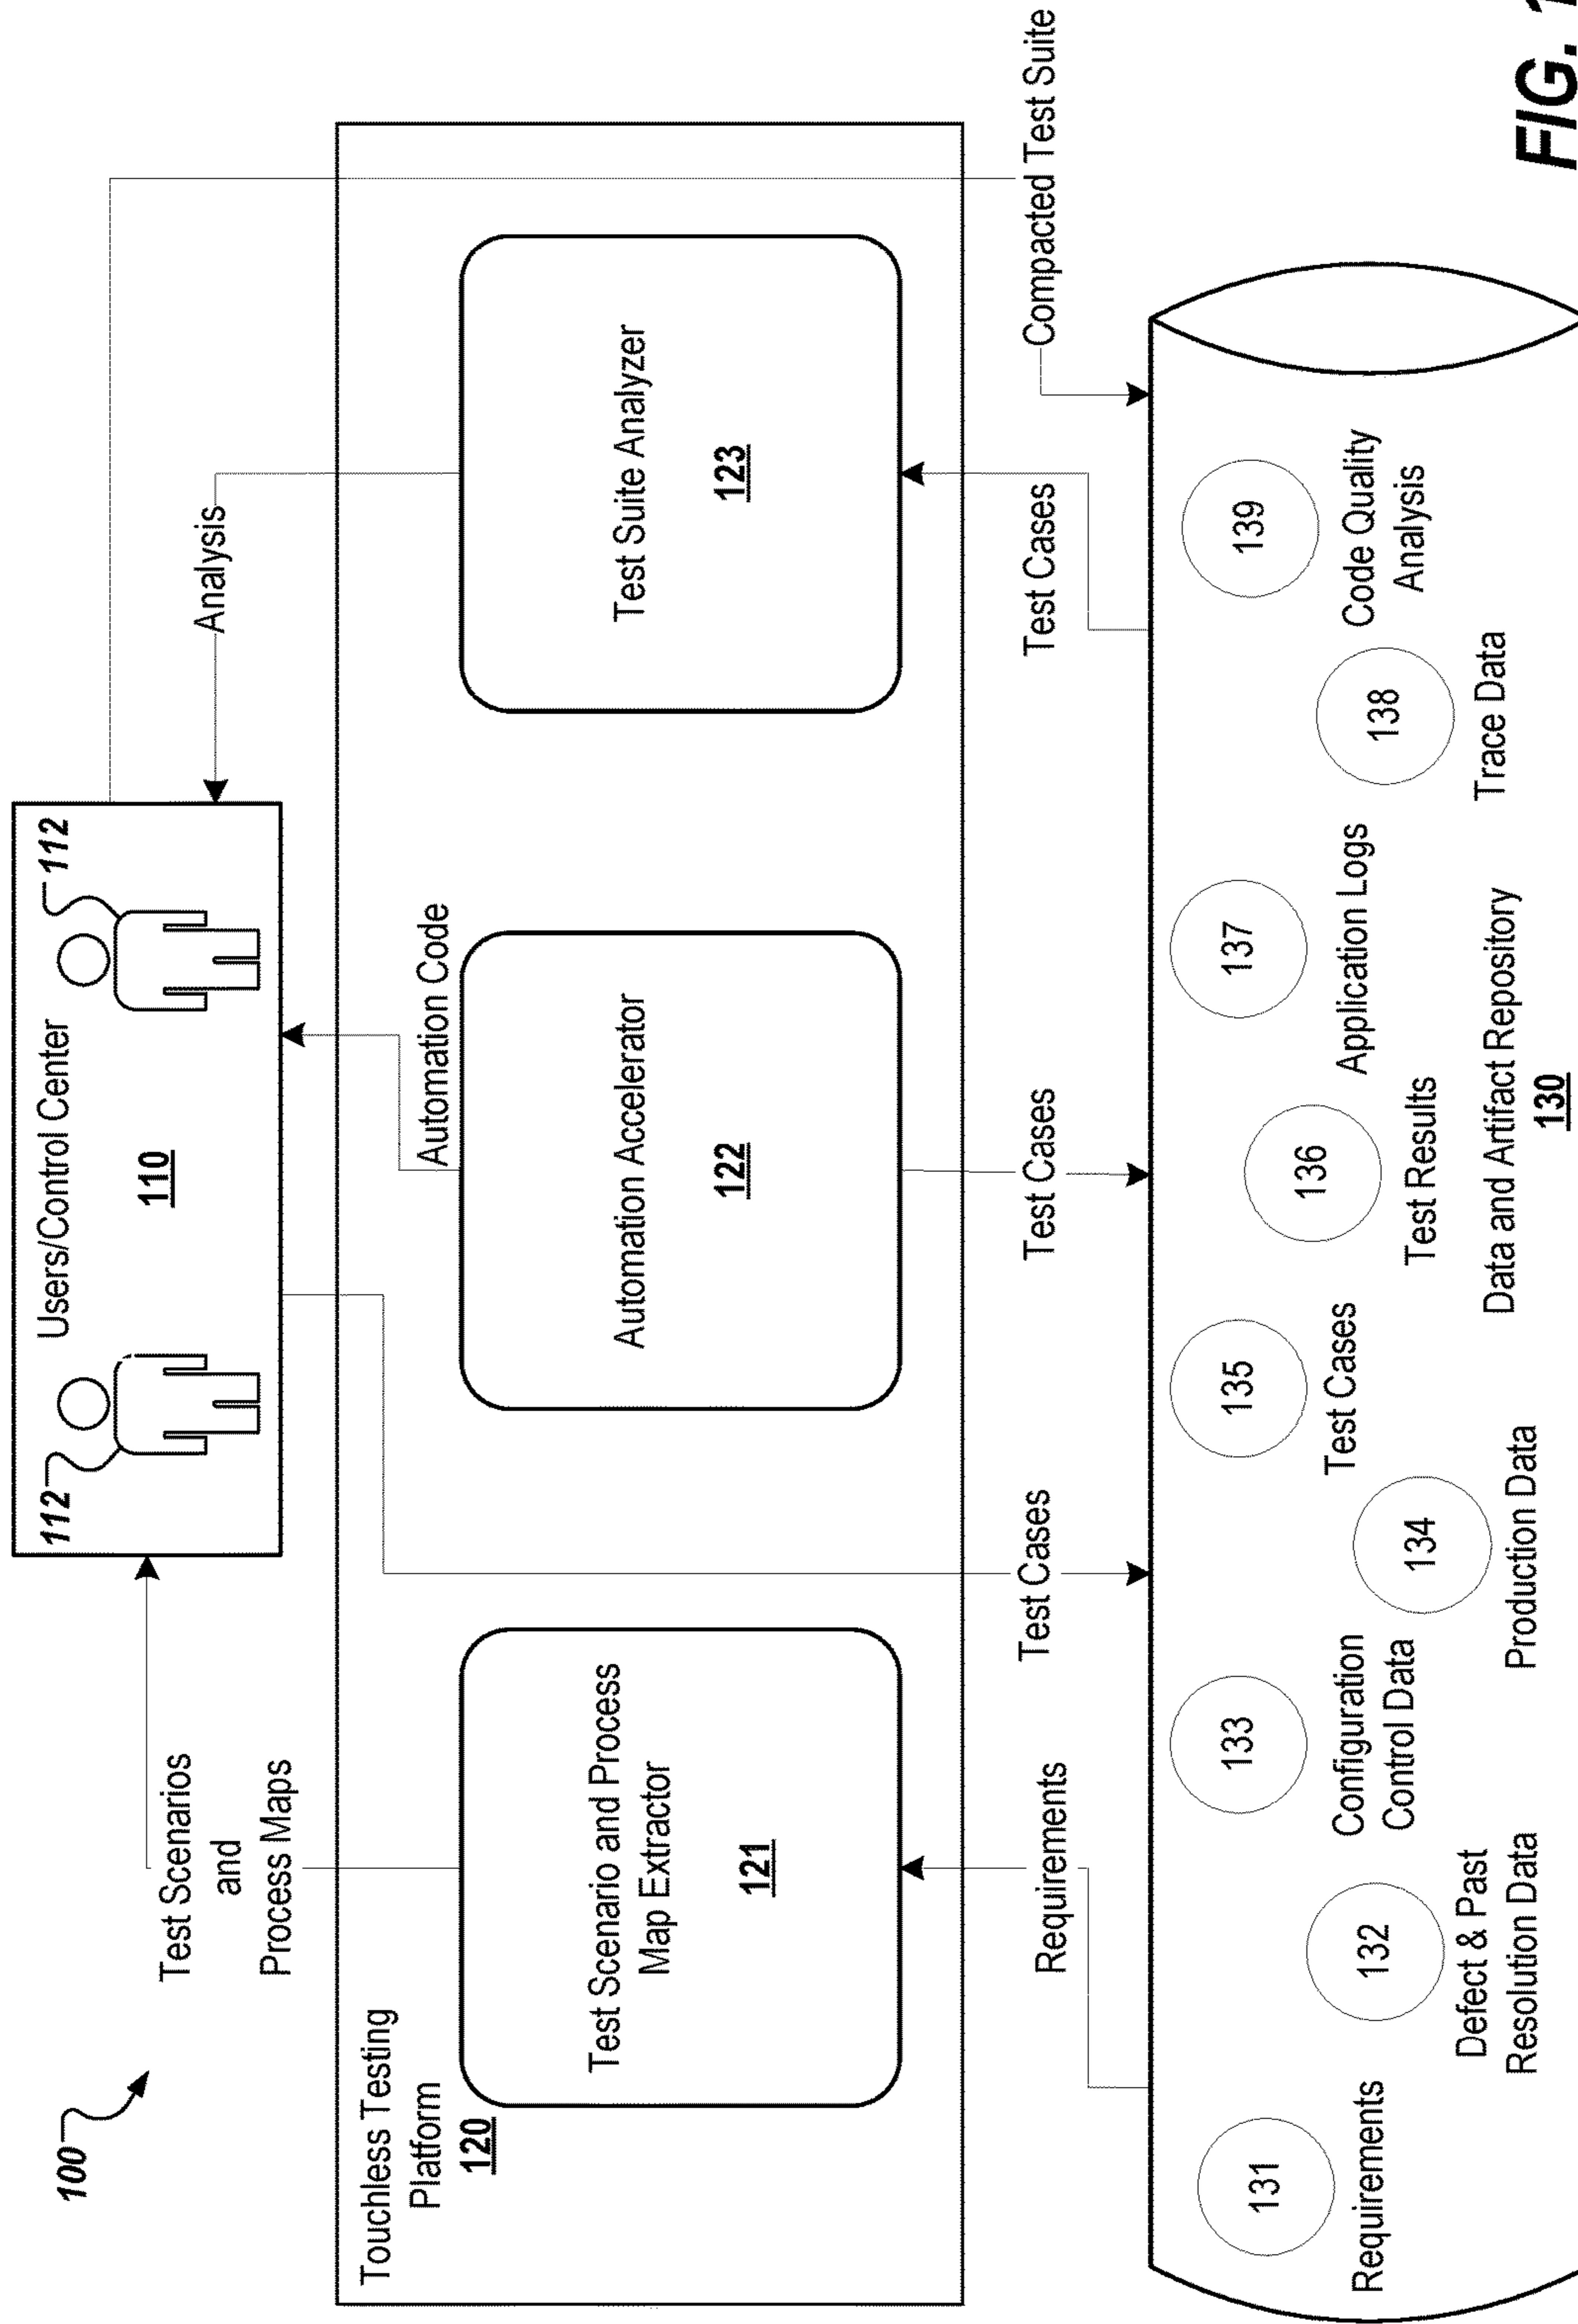 100
Test Scenarios
and
Process Maps
112
Users/Control Center
110
112
Analysis
Touchless Testing
Platform
120
Automation Code
Test Scenario and Process
Map Extractor
121
Automation Accelerator
122
Test Suite Analyzer
123
Requirements
Test Cases
Test Cases
Test Cases
Compacted Test Suite
131
Requirements
132
Defect & Past
Resolution Data
133
Configuration
Control Data
134
Production Data
135
Test Cases
136
Test Results
137
Application Logs
138
Trace Data
139
Code Quality
Analysis
Data and Artifact Repository
130
FIG. 1